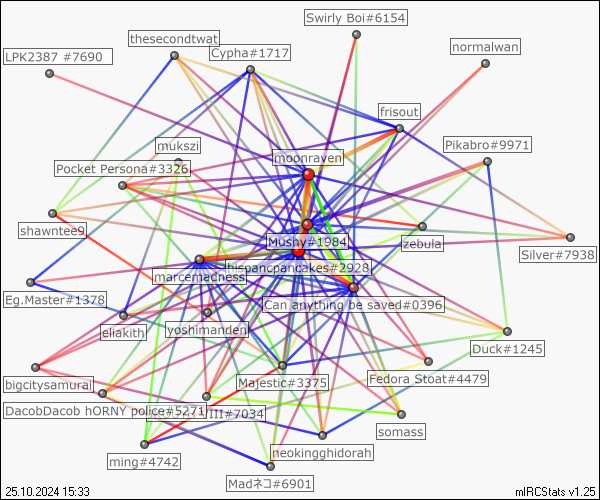 Swirly Boi#6154
thesecondtwat
Cypha#1717
normalwan
LPK2387 #7690
frisout
mukszi
Pikabro#9971
moonraven
Pocket Persona#3326
shawntee9
Mushy#1984
zebula
Silver#7938
hispancpancakes#2928
marcemadness
Eg.Master#1378
Can anything be saved#0396
eliakith
yoshimanden
Duck#1245
Majestic#3375
Fedora Stoat#4479
bigcitysamurai
DacobDacob hORNY police#5271
VIII#7034
somass
neokingghidorah
ming#4742
Madネコ#6901
25.10.2024 15:33
mIRCStats v1.25